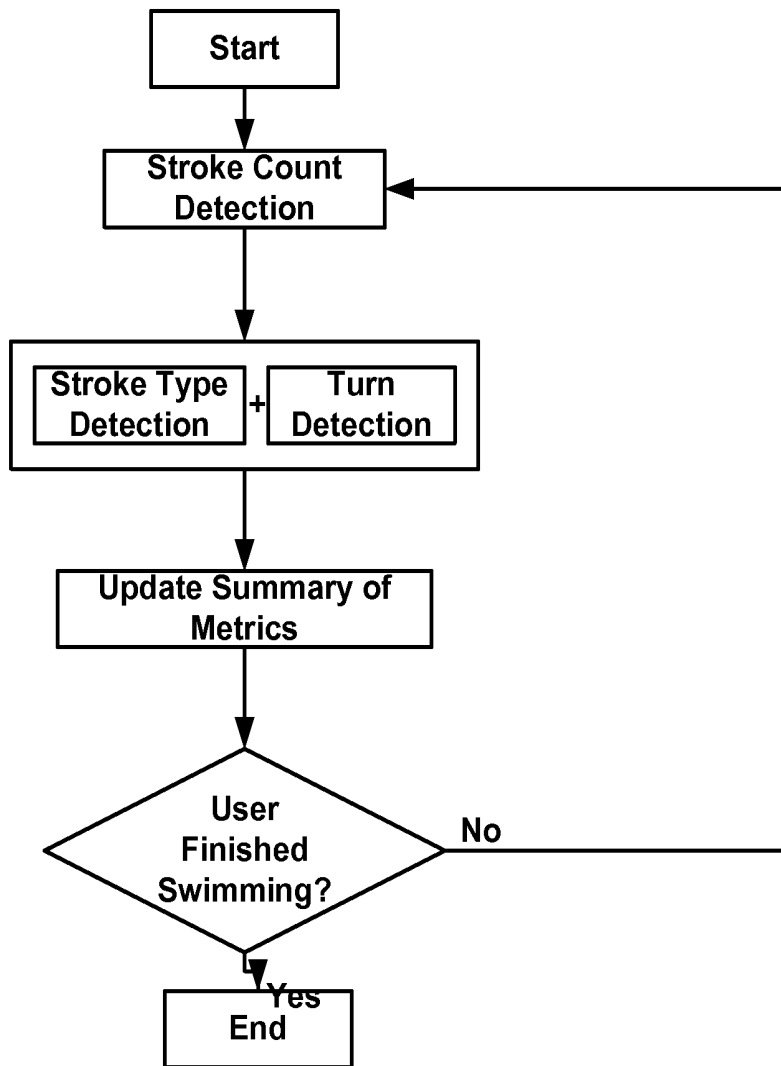 Start
Stroke Count
Detection
Stroke Type
Detection
+
Turn
Detection
Update Summary of
Metrics
User
Finished
Swimming?
No
Yes
End